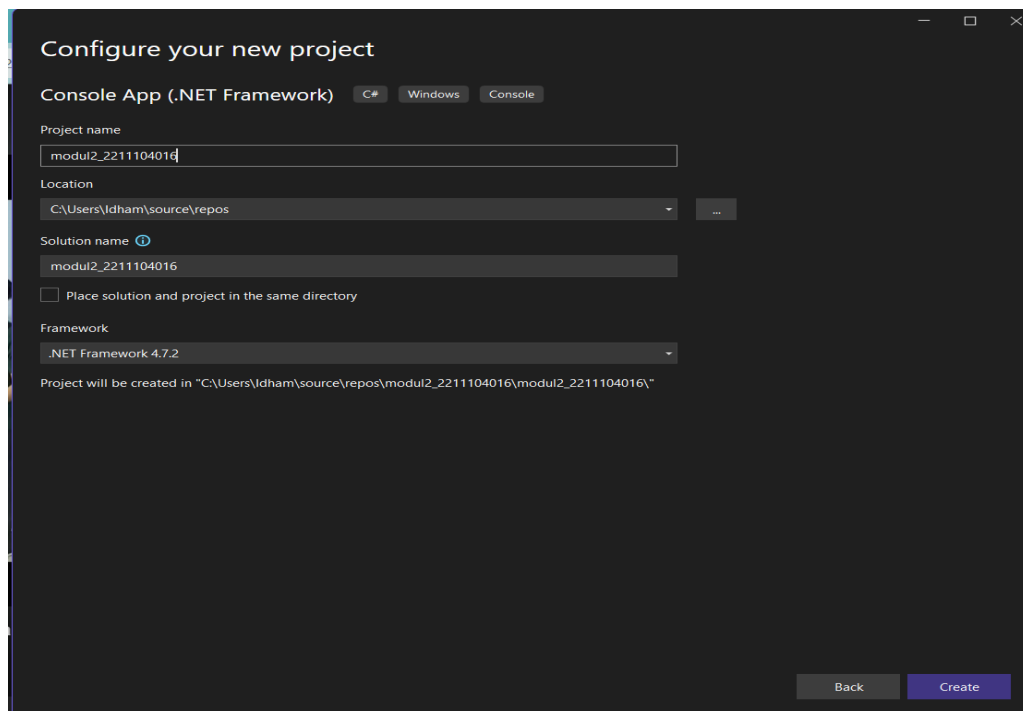 Configure your new project
Console App (.NET Framework) C# Windows Console
Project name
modul2_2211104016
Location
C:\Users\Idham\source\repos
...
Solution name
modul2_2211104016
Place solution and project in the same directory
Framework
.NET Framework 4.7.2
Project will be created in "C:\Users\Idham\source\repos\modul2_2211104016\modul2_2211104016\"
Back Create